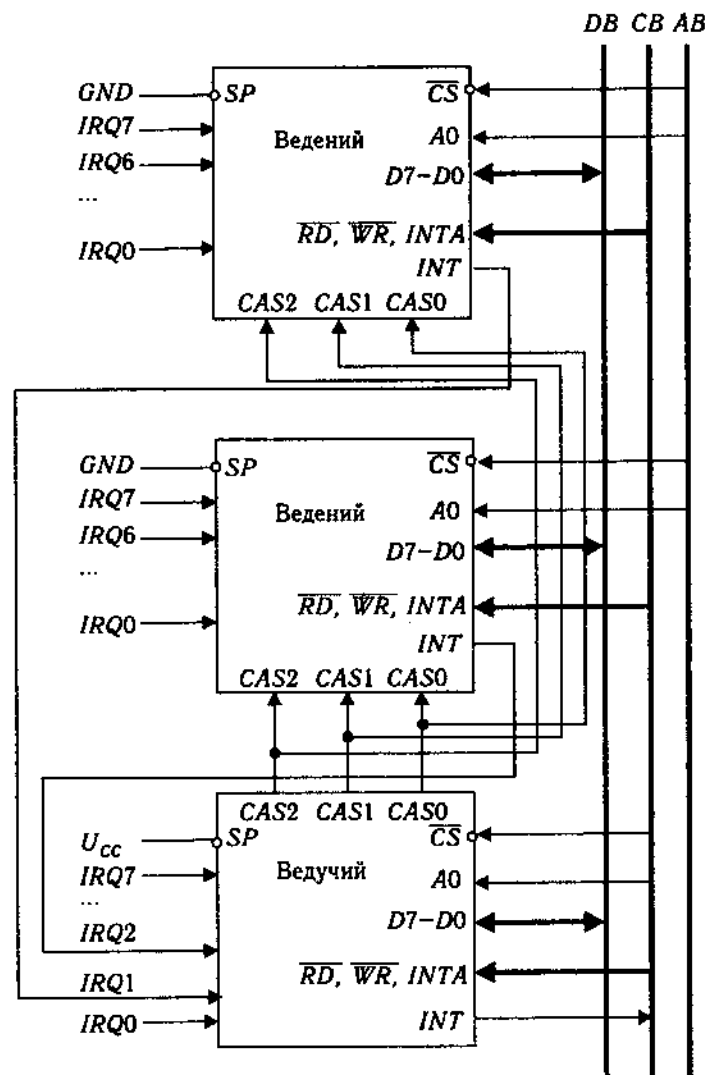 DB CB AB
GND SP CS
IRQ7 A0
IRQ6 Ведений D7-D0
...
IRQ0 RD, WR, INTA
INT
CAS2 CAS1 CAS0
GND SP CS
IRQ7 A0
IRQ6 Ведений D7-D0
...
IRQ0 RD, WR, INTA
INT
CAS2 CAS1 CAS0
CAS2 CAS1 CAS0
U_CC SP CS
IRQ7 Ведучий A0
...
IRQ2 D7-D0
IRQ1 RD, WR, INTA
IRQ0 INT